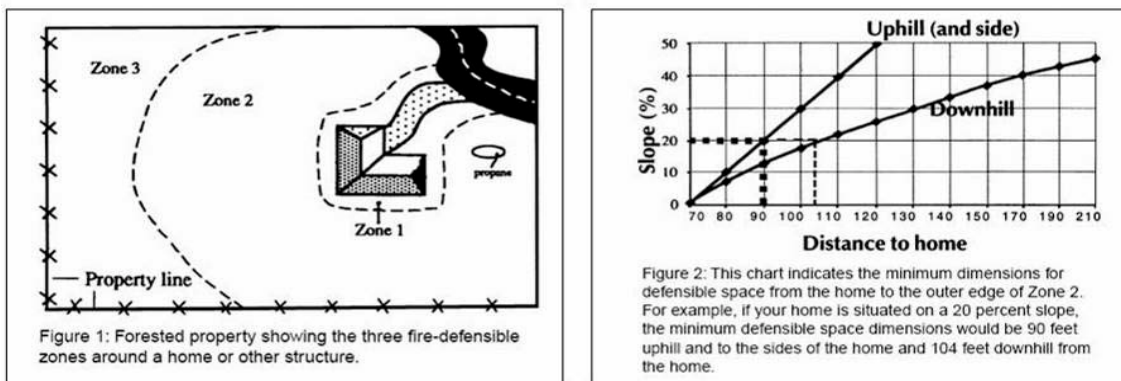 Zone 3
Zone 2
propane
Zone 1
Property line
Figure 1: Forested property showing the three fire-defensible
zones around a home or other structure.
Uphill (and side)
50
40
30
20
10
0
Slope (%)
Downhill
70 80 90 100 110 120 130 140 150 170 190 210
Distance to home
Figure 2: This chart indicates the minimum dimensions for
defensible space from the home to the outer edge of Zone 2.
For example, if your home is situated on a 20 percent slope,
the minimum defensible space dimensions would be 90 feet
uphill and to the sides of the home and 104 feet downhill from
the home.